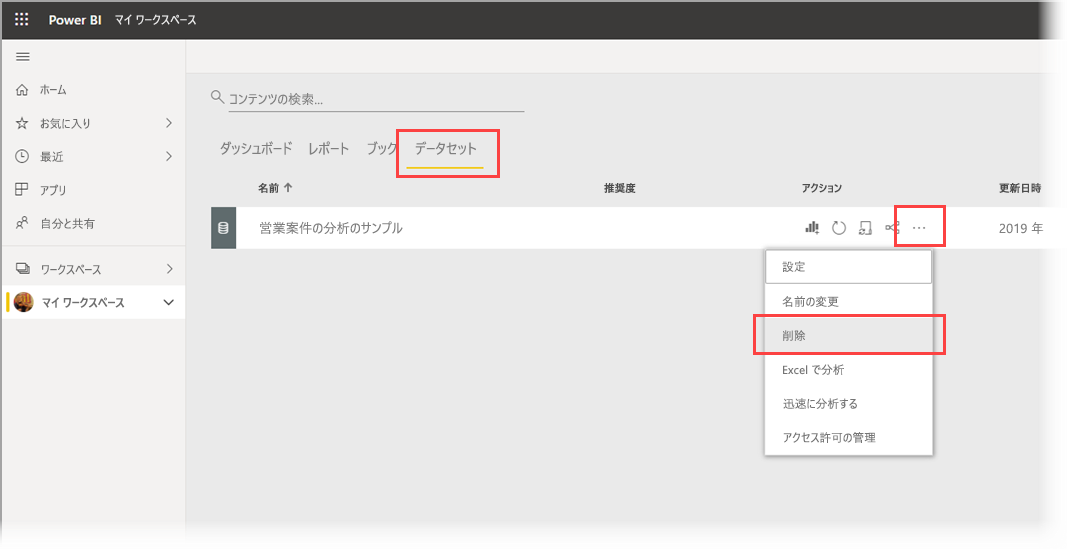 Power BI マイ ワークスペース
ホーム
お気に入り
最近
アプリ
自分と共有
ワークスペース
マイ ワークスペース
コンテンツの検索...
ダッシュボード レポート ブック データセット
名前 ↑ 推奨度 アクション 更新日時
営業案件の分析のサンプル ... 2019 年
設定
名前の変更
削除
Excel で分析
迅速に分析する
アクセス許可の管理